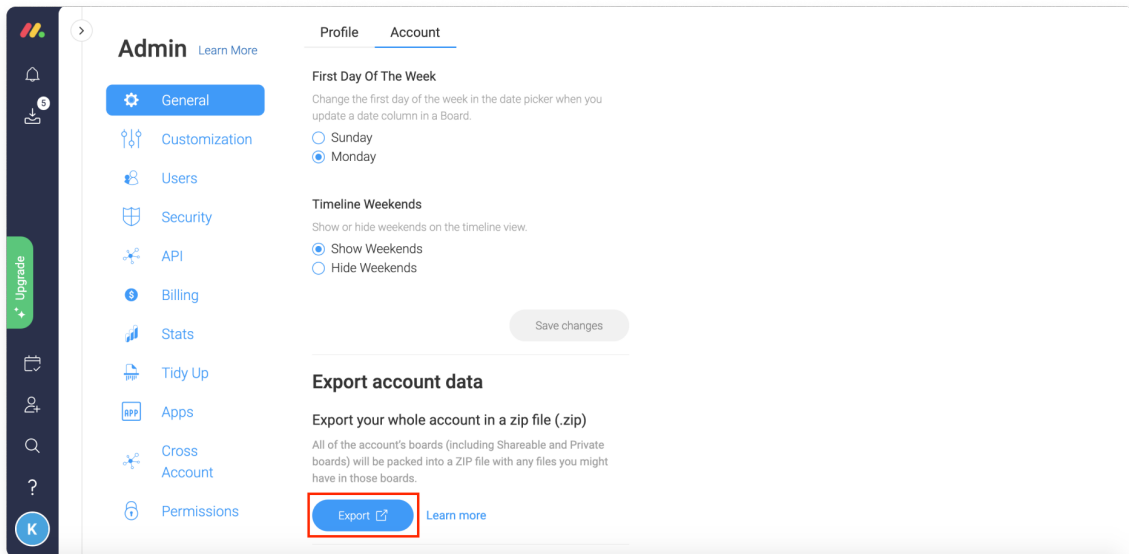 Profile
Account
Admin
Learn More
5
General
Customization
Users
Security
API
$
Billing
Stats
Tidy Up
APP
Apps
Cross
Account
Permissions
Upgrade
?
K
First Day Of The Week
Change the first day of the week in the date picker when you
update a date column in a Board.
Sunday
Monday
Timeline Weekends
Show or hide weekends on the timeline view.
Show Weekends
Hide Weekends
Save changes
Export account data
Export your whole account in a zip file (.zip)
All of the account's boards (including Shareable and Private
boards) will be packed into a ZIP file with any files you might
have in those boards.
Export
Learn more